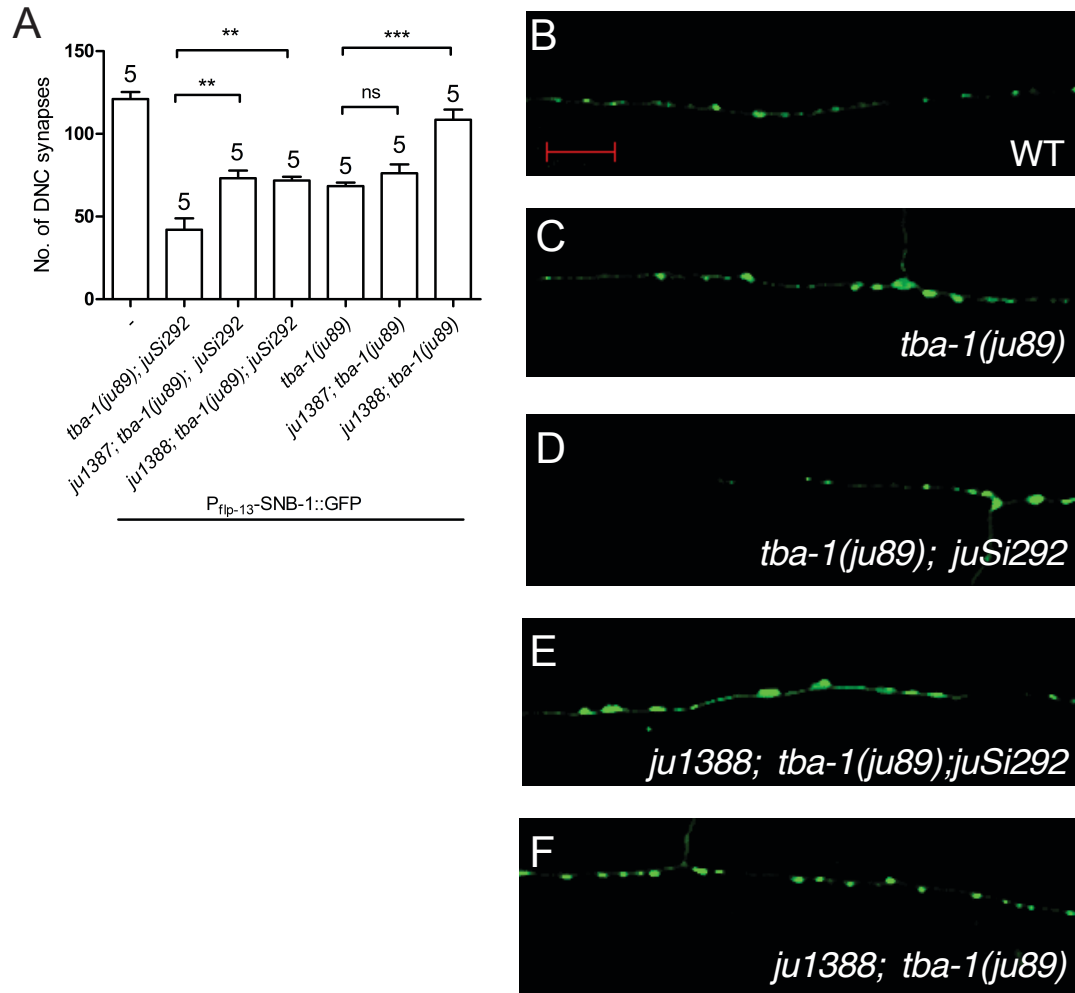 A
No. of DNC synapses
150
100
50
0
**
**
***
ns
5
5
5
5
5
5
5
-
tba-1(ju89); juSi292
ju1387; tba-1(ju89); juSi292
ju1388; tba-1(ju89); juSi292
tba-1(ju89)
ju1387; tba-1(ju89)
ju1388; tba-1(ju89)
Pflp-13-SNB-1::GFP
B
WT
C
tba-1(ju89)
D
tba-1(ju89); juSi292
E
ju1388; tba-1(ju89);juSi292
F
ju1388; tba-1(ju89)